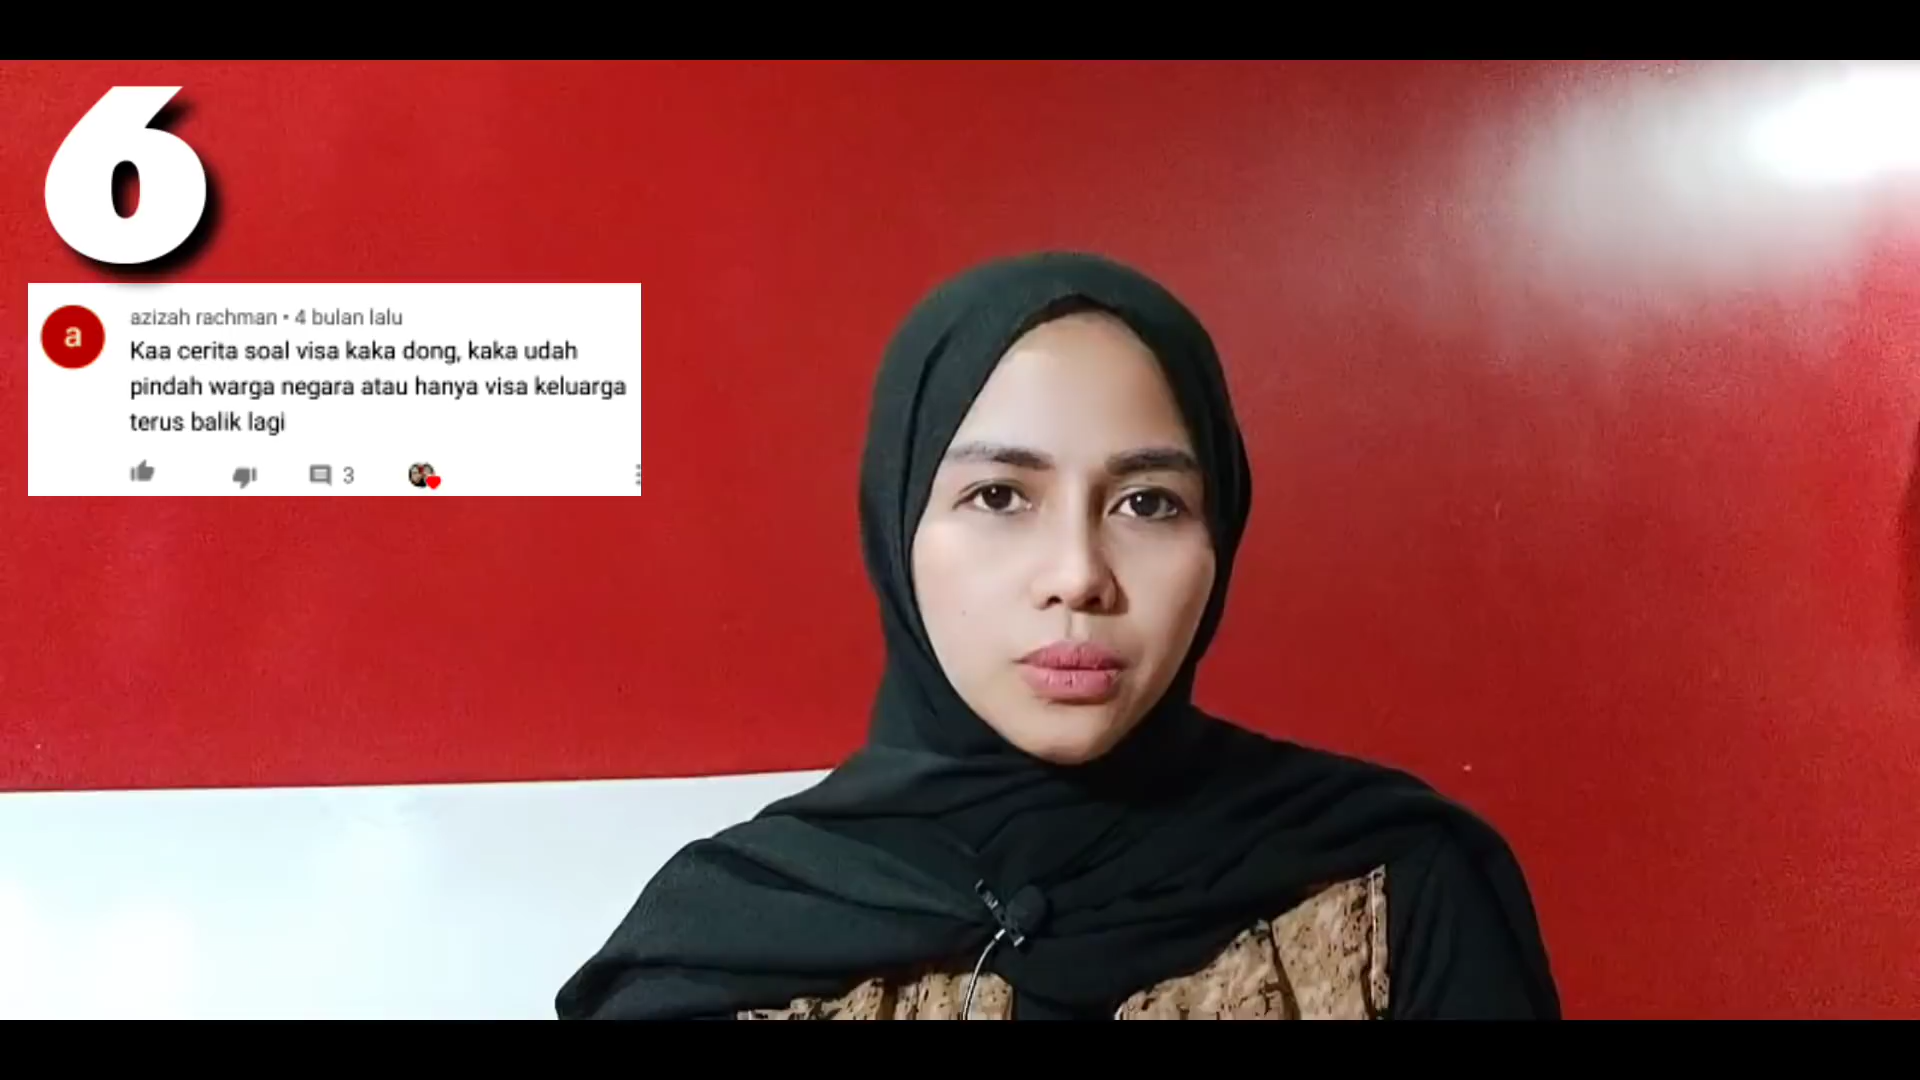 6
a
azizah rachman • 4 bulan lalu
Kaa cerita soal visa kaka dong, kaka udah
pindah warga negara atau hanya visa keluarga
terus balik lagi
3